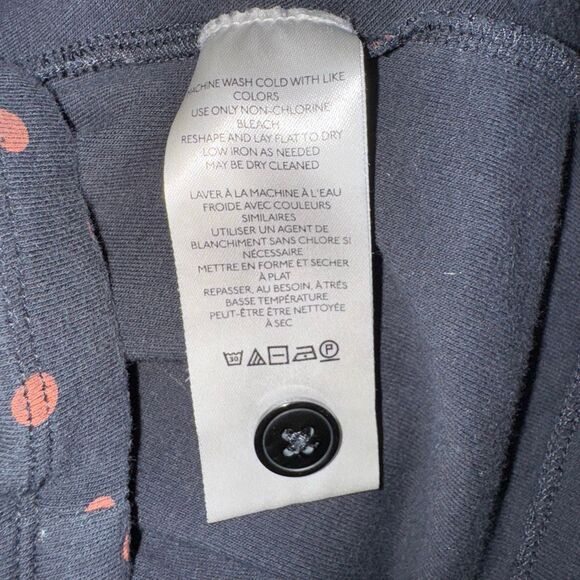 MACHINE WASH COLD WITH LIKE
COLORS
USE ONLY NON-CHLORINE
BLEACH
RESHAPE AND LAY FLAT TO DRY
LOW IRON AS NEEDED
MAY BE DRY CLEANED
LAVER À LA MACHINE À L'EAU
FROIDE AVEC COULEURS
SIMILAIRES
UTILISER UN AGENT DE
BLANCHIMENT SANS CHLORE SI
NÉCESSAIRE
METTRE EN FORME ET SECHER
À PLAT
REPASSER, AU BESOIN, À TRÉS
BASSE TEMPÉRATURE
PEUT-ÊTRE ÊTRE NETTOYÉE
À SEC
30 P